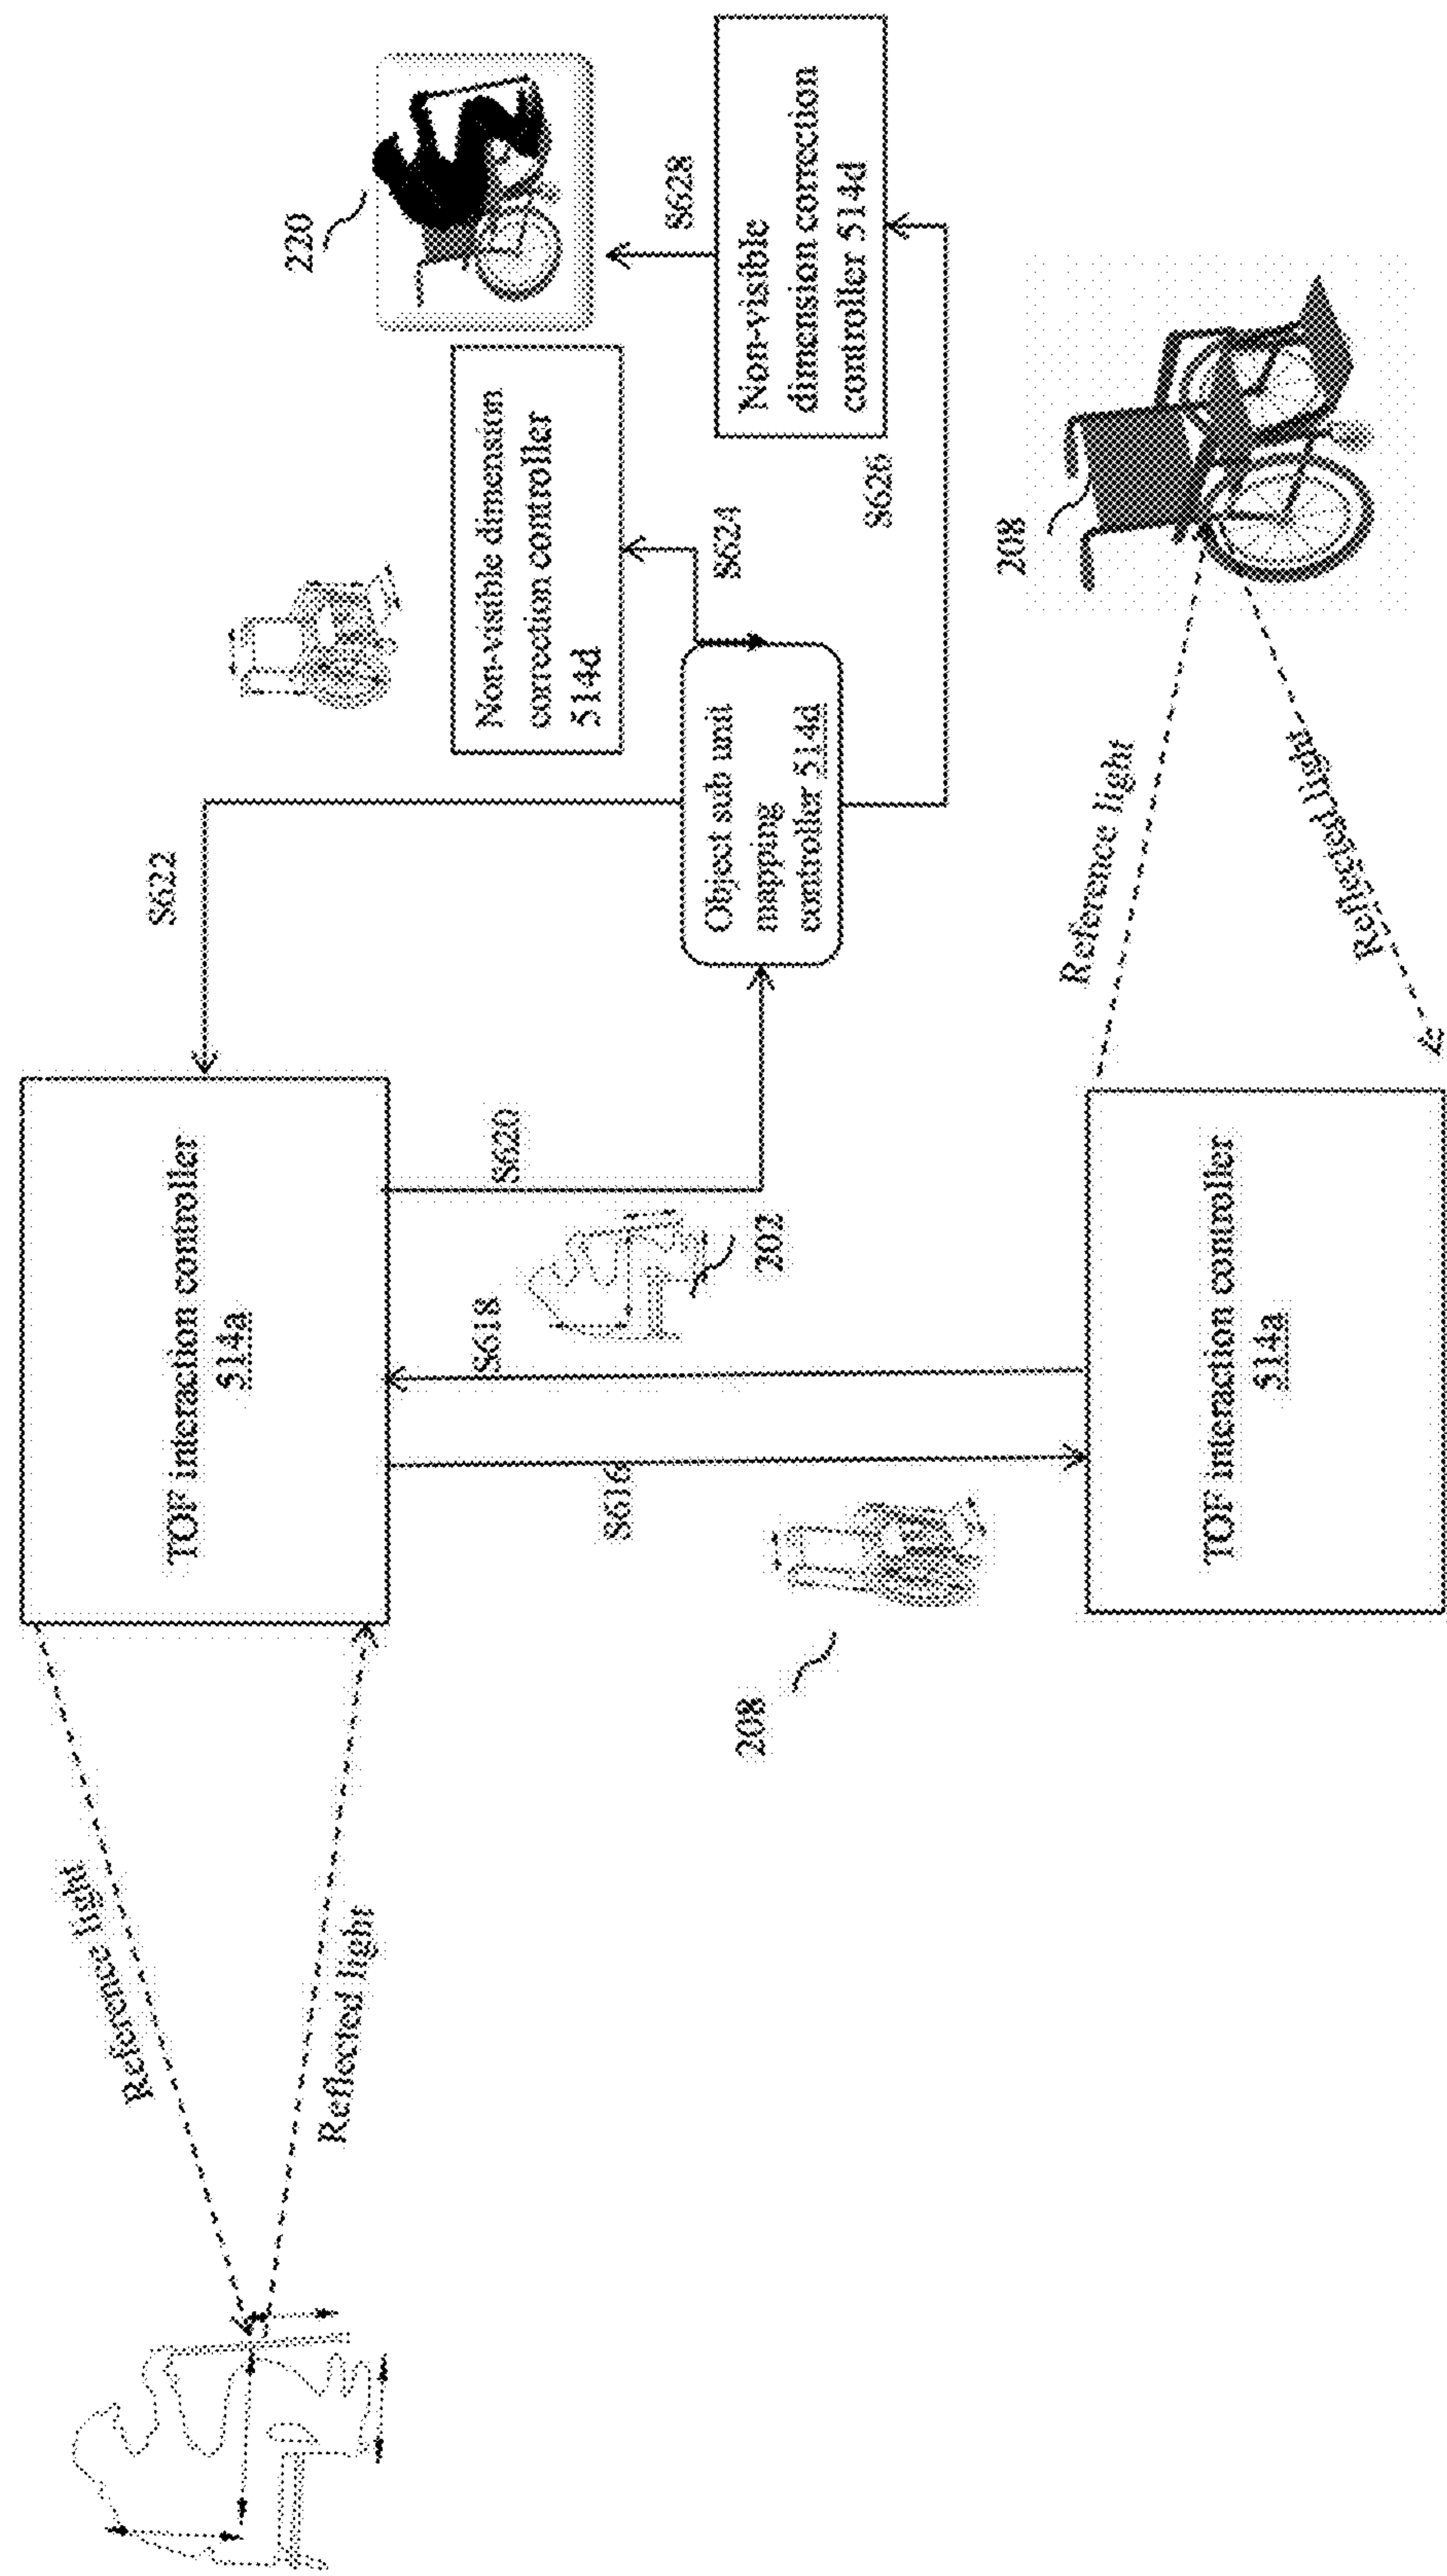 Reference light
Reflected light
TOF interaction controller
514a
S622
S620
S618
S616
202
208
220
Non-visible dimension
correction controller
514d
S624
Object sub unit
mapping
controller 514d
S628
Non-visible
dimension correction
controller 514d
S626
TOF interaction controller
514a
Reference light
Reflected light
208